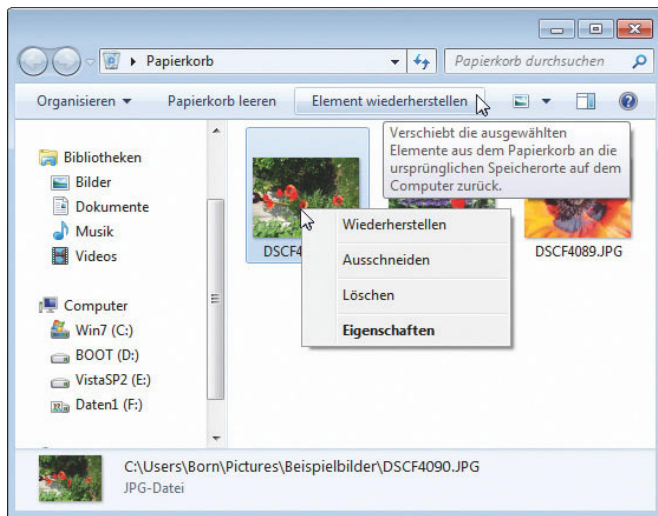 Papierkorb
Papierkorb durchsuchen
Organisieren
Papierkorb leeren
Element wiederherstellen
Verschiebt die ausgewählten
Elemente aus dem Papierkorb an die
ursprünglichen Speicherorte auf dem
Computer zurück.
Bibliotheken
Bilder
Dokumente
Musik
Videos
Computer
Win7 (C:)
BOOT (D:)
VistaSP2 (E:)
Daten1 (F:)
DSCF4089.JPG
Wiederherstellen
Ausschneiden
Löschen
Eigenschaften
C:\Users\Born\Pictures\Beispielbilder\DSCF4090.JPG
JPG-Datei